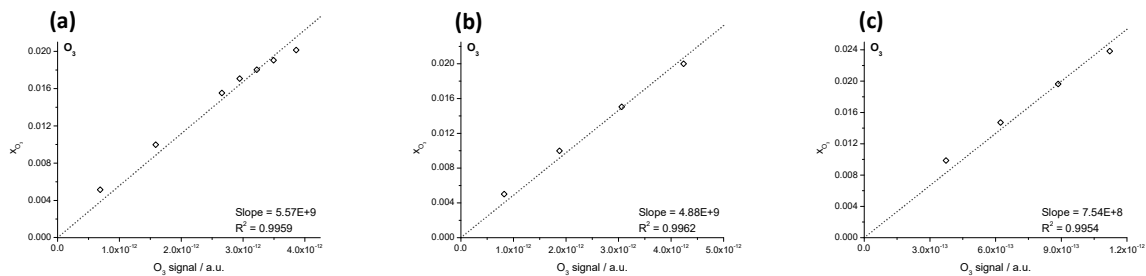 (a)
O3
0.020
0.016
0.012
0.008
0.004
0.000
XO3
Slope = 5.57E+9
R² = 0.9959
0.0 1.0x10⁻¹² 2.0x10⁻¹² 3.0x10⁻¹² 4.0x10⁻¹²
O3 signal / a.u.
(b)
O3
0.020
0.016
0.012
0.008
0.004
0.000
XO3
Slope = 4.88E+9
R² = 0.9962
0.0 1.0x10⁻¹² 2.0x10⁻¹² 3.0x10⁻¹² 4.0x10⁻¹² 5.0x10⁻¹²
O3 signal / a.u.
(c)
O3
0.024
0.020
0.016
0.012
0.008
0.004
0.000
XO3
Slope = 7.54E+8
R² = 0.9954
0.0 3.0x10⁻¹³ 6.0x10⁻¹³ 9.0x10⁻¹³ 1.2x10⁻¹²
O3 signal / a.u.